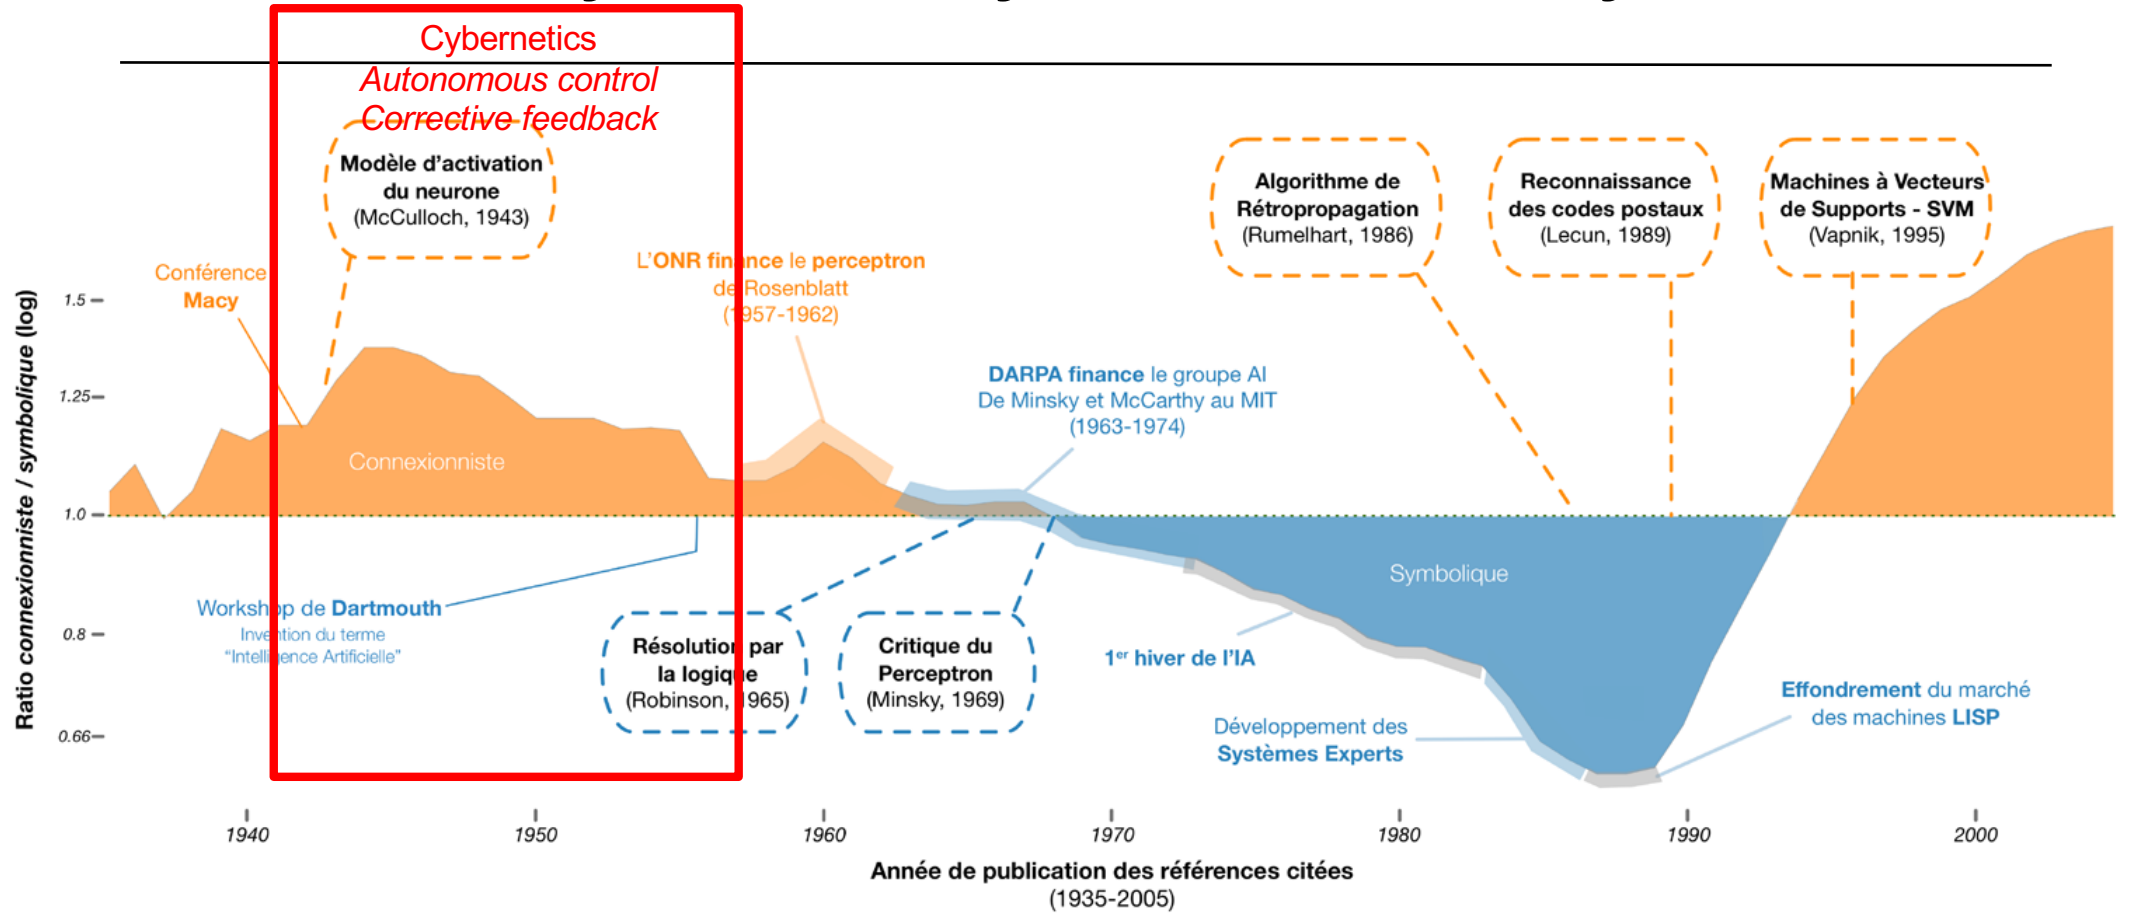 Cybernetics
Autonomous control
Corrective feedback
Modèle d’activation
du neurone
(McCulloch, 1943)
Algorithme de
Rétropropagation
(Rumelhart, 1986)
Reconnaissance
des codes postaux
(Lecun, 1989)
Machines à Vecteurs
de Supports - SVM
(Vapnik, 1995)
Conférence
Macy
L’ONR finance le perceptron
de Rosenblatt
(1957-1962)
DARPA finance le groupe AI
De Minsky et McCarthy au MIT
(1963-1974)
Ratio connexionniste / symbolique (log)
1.5
1.25
1.0
0.8
0.66
Connexionniste
Symbolique
Workshop de Dartmouth
Invention du terme
“Intelligence Artificielle”
Résolution par
la logique
(Robinson, 1965)
Critique du
Perceptron
(Minsky, 1969)
1er hiver de l’IA
Développement des
Systèmes Experts
Effondrement du marché
des machines LISP
1940
1950
1960
1970
1980
1990
2000
Année de publication des références citées
(1935-2005)